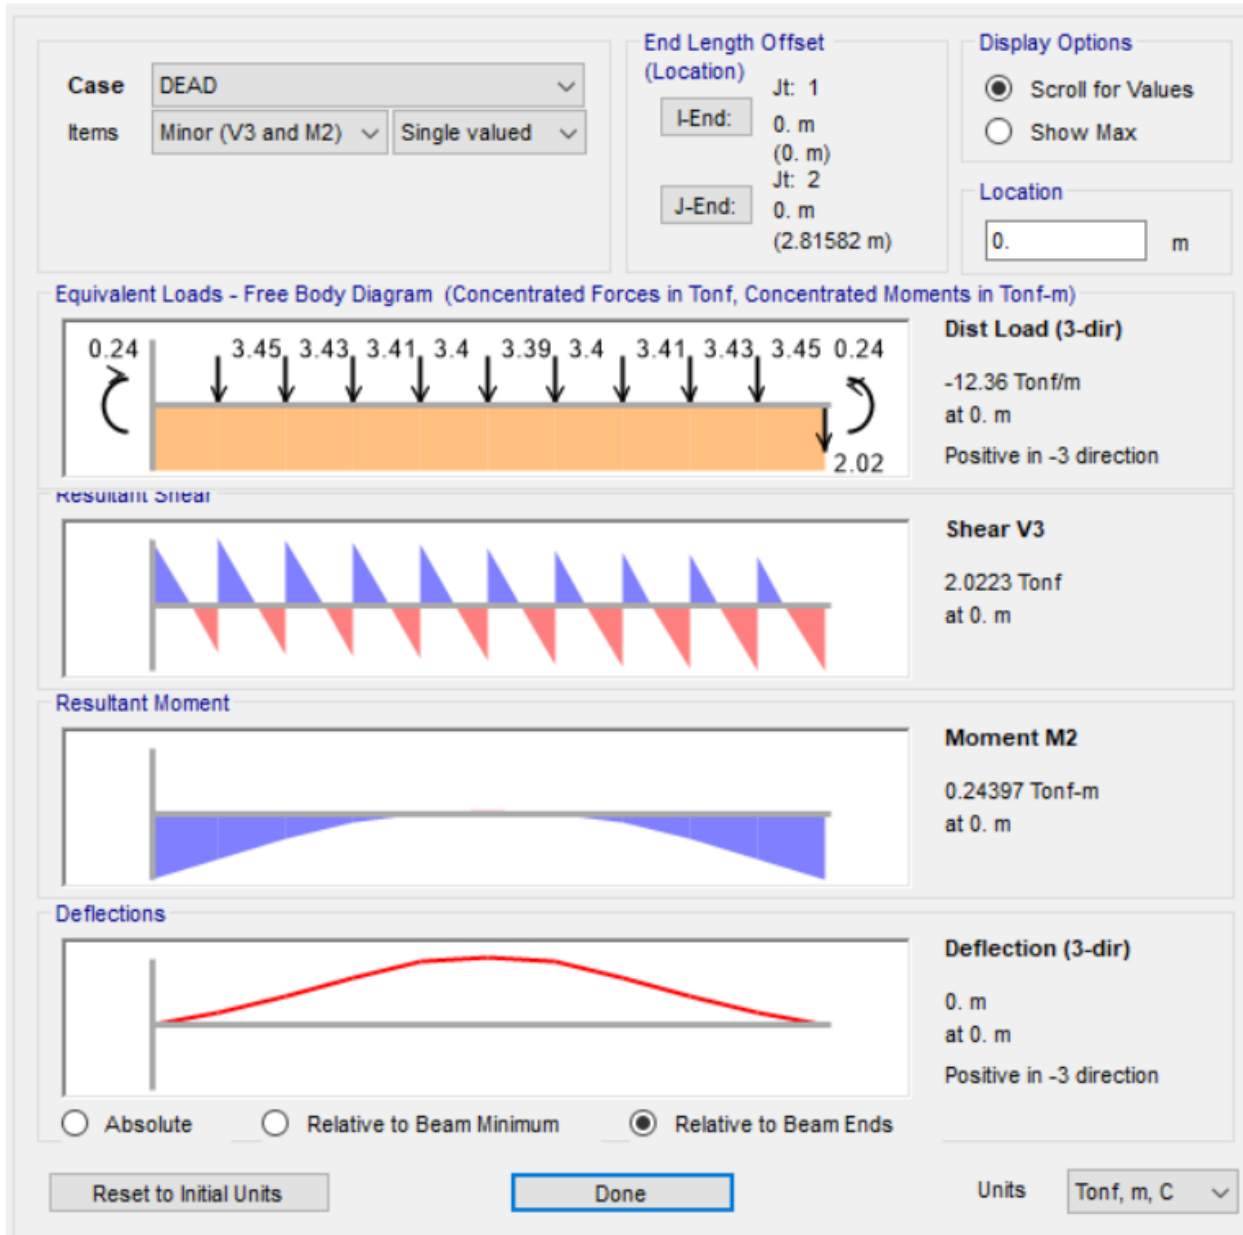 Case DEAD
Items Minor (V3 and M2) Single valued
End Length Offset
(Location)
Jt: 1
I-End: 0. m
(0. m)
Jt: 2
J-End: 0. m
(2.81582 m)
Display Options
Scroll for Values
Show Max
Location
0. m
Equivalent Loads - Free Body Diagram (Concentrated Forces in Tonf, Concentrated Moments in Tonf-m)
0.24 3.45 3.43 3.41 3.4 3.39 3.4 3.41 3.43 3.45 0.24
2.02
Dist Load (3-dir)
-12.36 Tonf/m
at 0. m
Positive in -3 direction
Resultant Shear
Shear V3
2.0223 Tonf
at 0. m
Resultant Moment
Moment M2
0.24397 Tonf-m
at 0. m
Deflections
Deflection (3-dir)
0. m
at 0. m
Positive in -3 direction
Absolute Relative to Beam Minimum Relative to Beam Ends
Reset to Initial Units Done Units Tonf, m, C